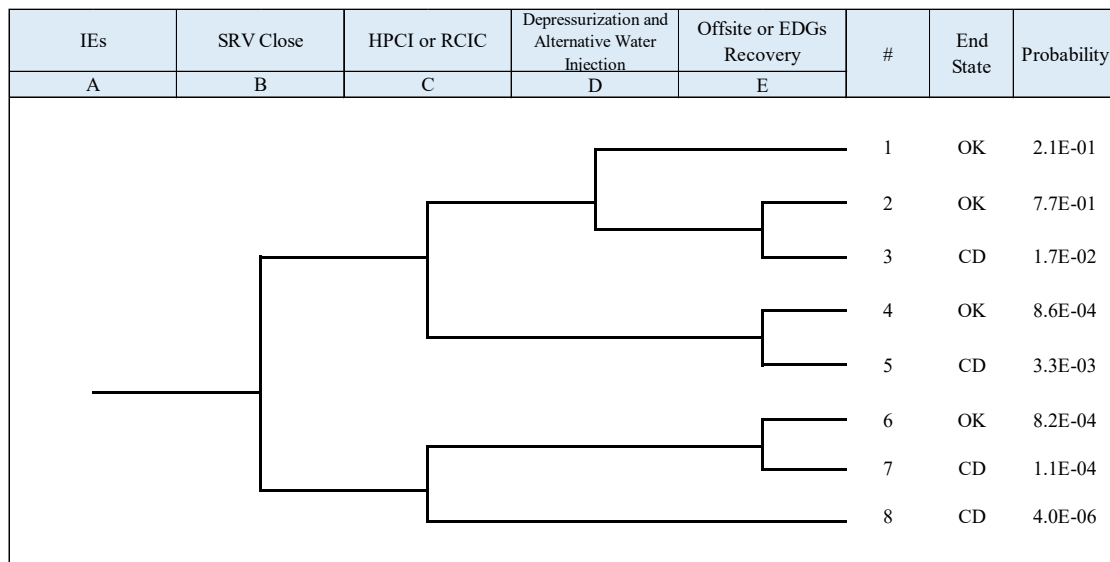 IEs
SRV Close
HPCI or RCIC
Depressurization and
Alternative Water
Injection
Offsite or EDGs
Recovery
#
End
State
Probability
A
B
C
D
E
1 OK 2.1E-01
2 OK 7.7E-01
3 CD 1.7E-02
4 OK 8.6E-04
5 CD 3.3E-03
6 OK 8.2E-04
7 CD 1.1E-04
8 CD 4.0E-06